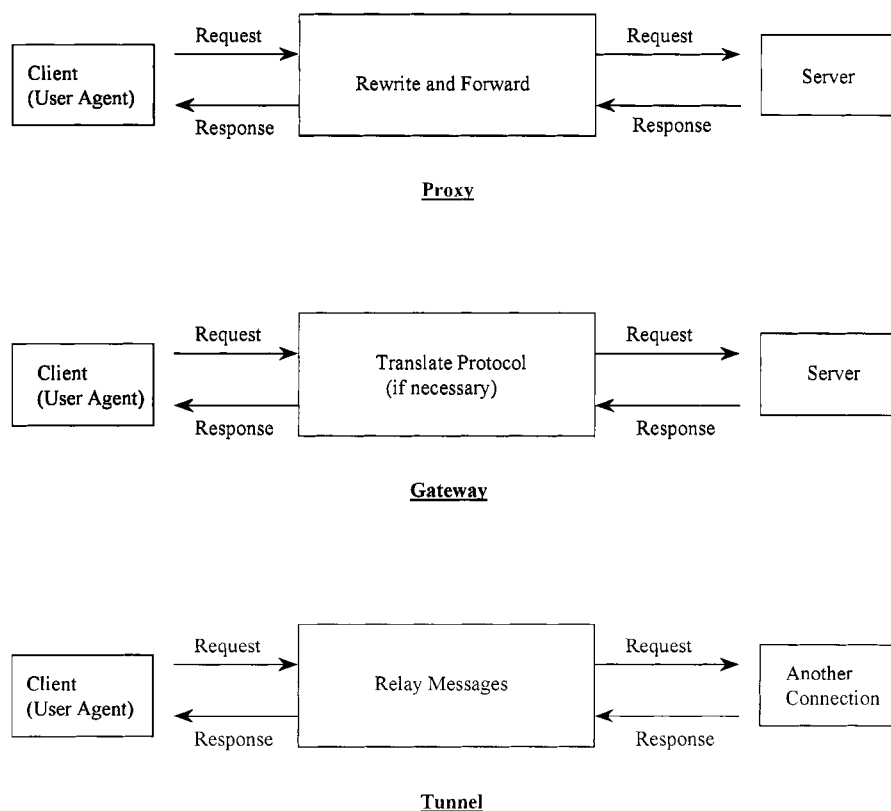 Request
Request
Client
(User Agent)
Rewrite and Forward
Server
Response
Response
Proxy
Request
Request
Client
(User Agent)
Translate Protocol
(if necessary)
Server
Response
Response
Gateway
Request
Request
Client
(User Agent)
Relay Messages
Another
Connection
Response
Response
Tunnel